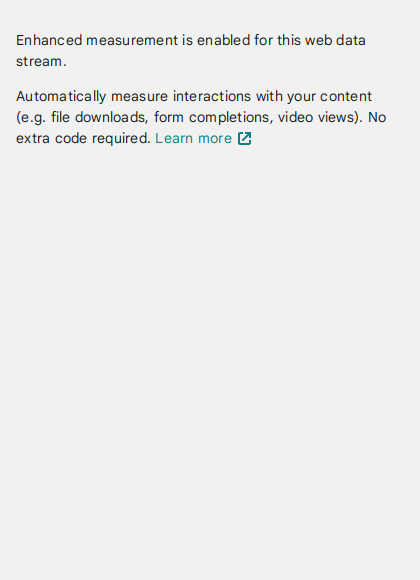 Enhanced measurement is enabled for this web data
stream.
Automatically measure interactions with your content
(e.g. file downloads, form completions, video views). No
extra code required. Learn more